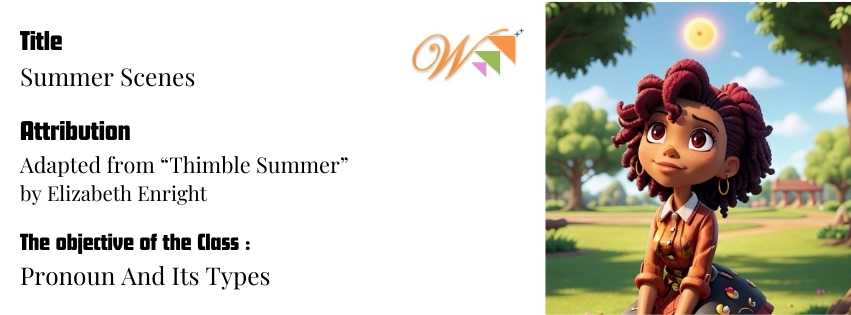 Title
Summer Scenes
W
Attribution
Adapted from “Thimble Summer”
by Elizabeth Enright
The objective of the Class :
Pronoun And Its Types